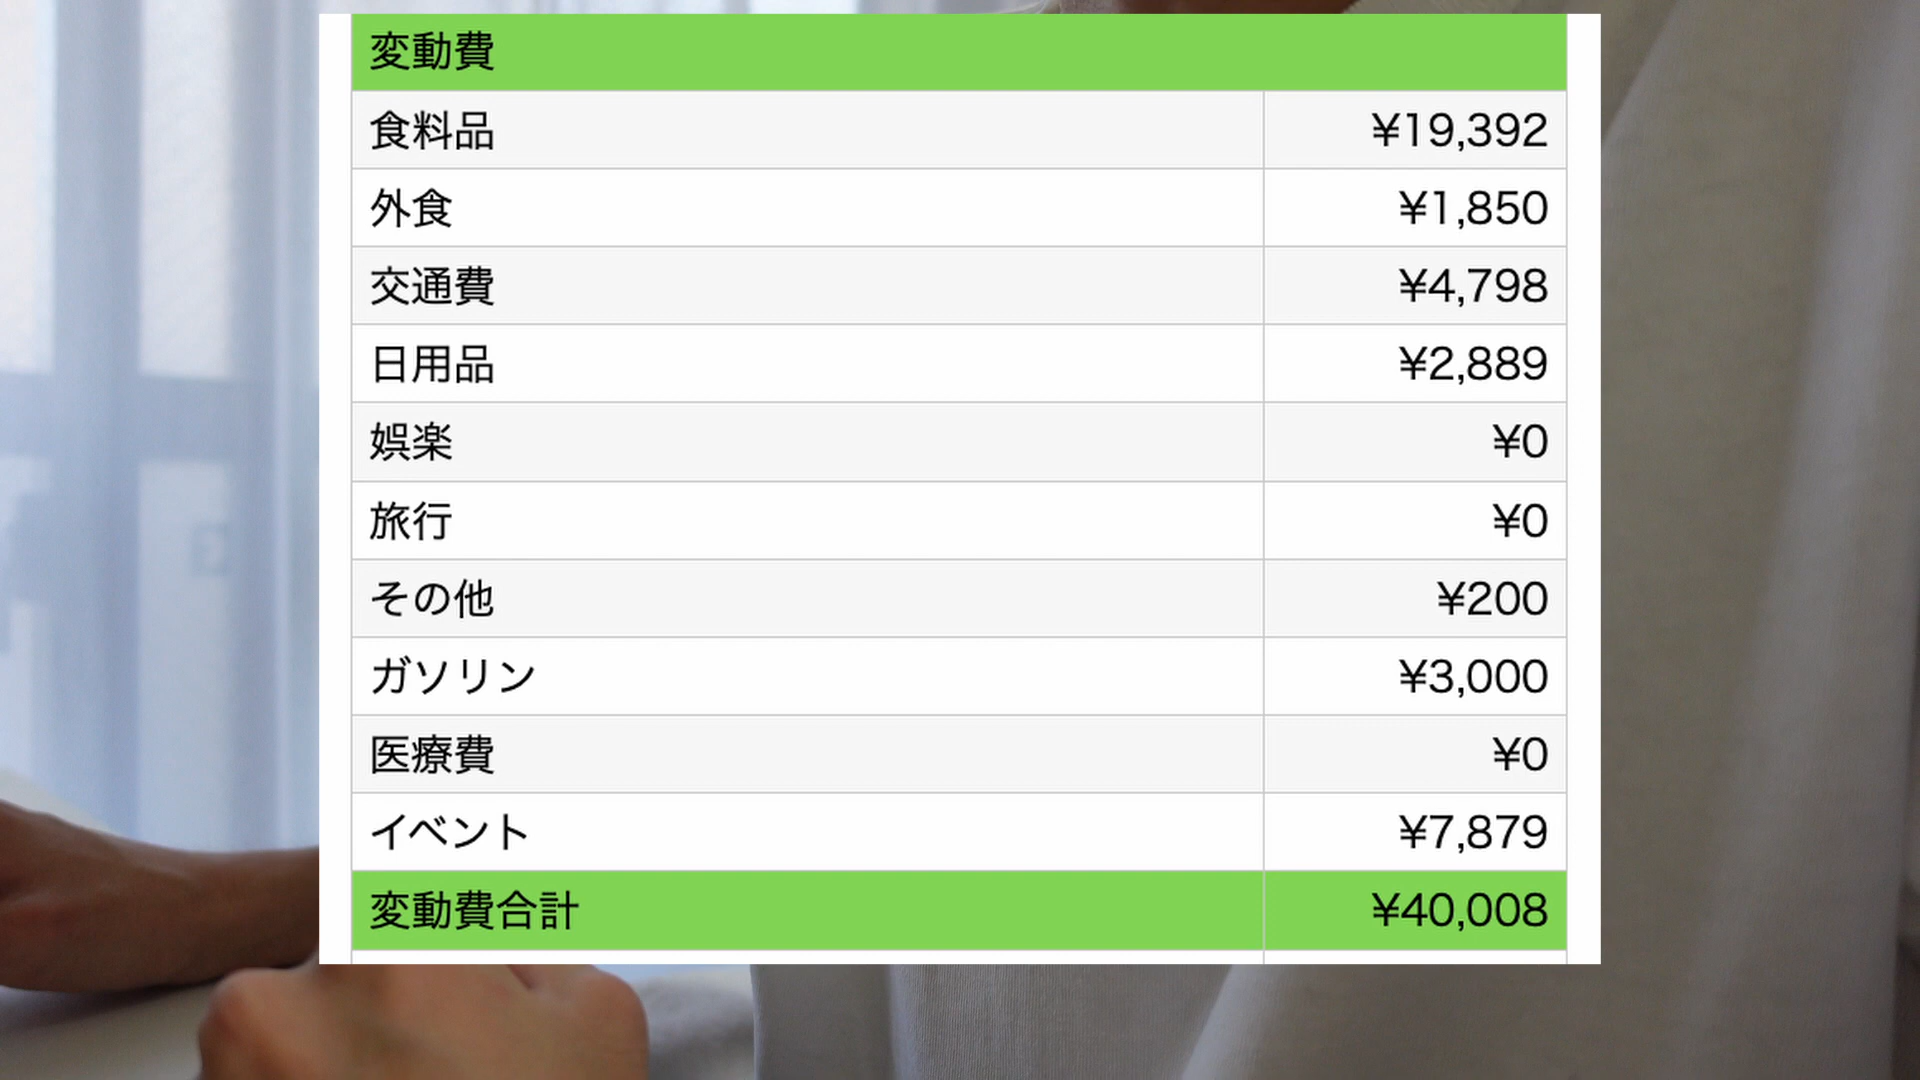 変動費
食料品 ¥19,392
外食 ¥1,850
交通費 ¥4,798
日用品 ¥2,889
娯楽 ¥0
旅行 ¥0
その他 ¥200
ガソリン ¥3,000
医療費 ¥0
イベント ¥7,879
変動費合計 ¥40,008